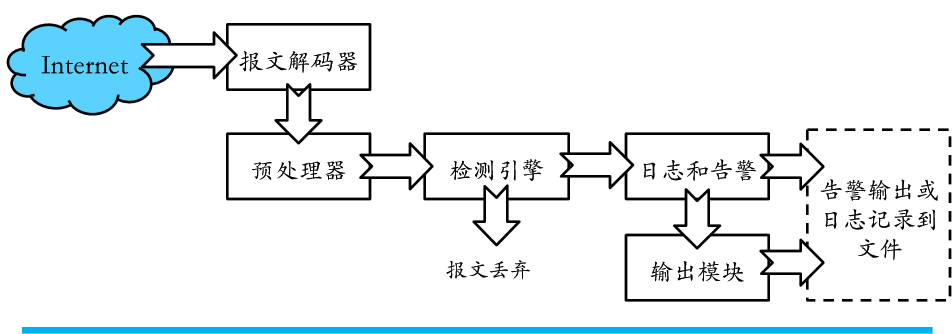 Internet
报文解码器
预处理器
检测引擎
日志和告警
告警输出或
日志记录到
文件
报文丢弃
输出模块